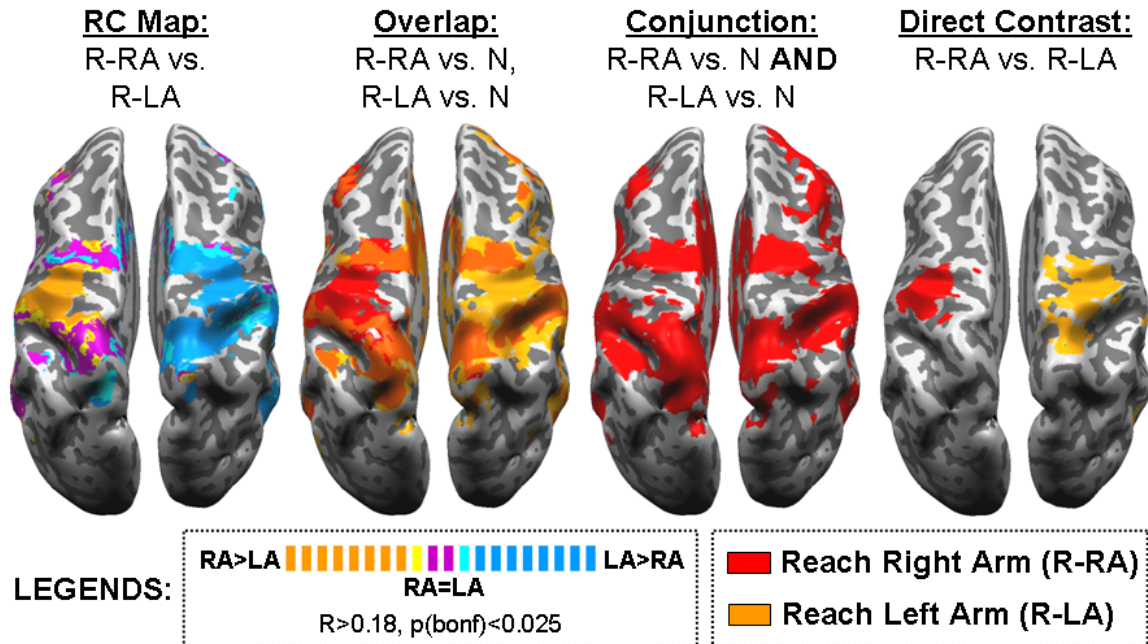 RC Map:
R-RA vs.
R-LA
Overlap:
R-RA vs. N,
R-LA vs. N
Conjunction:
R-RA vs. N AND
R-LA vs. N
Direct Contrast:
R-RA vs. R-LA
LEGENDS:
RA>LA LA>RA
RA=LA
R>0.18, p(bonf)<0.025
Reach Right Arm (R-RA)
Reach Left Arm (R-LA)